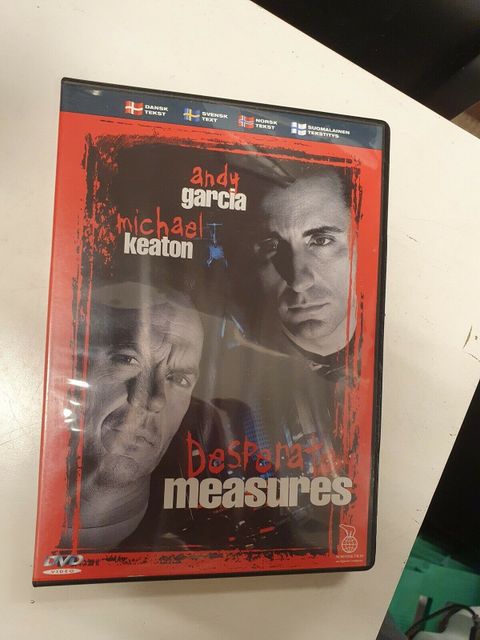 DANSK
TEKST
SVENSK
TEXT
NORSK
TEKST
SUOMALAINEN
TEKSTITYS
andy
garcia
michael
keaton
Desperate
measures
DVD
VIDEO